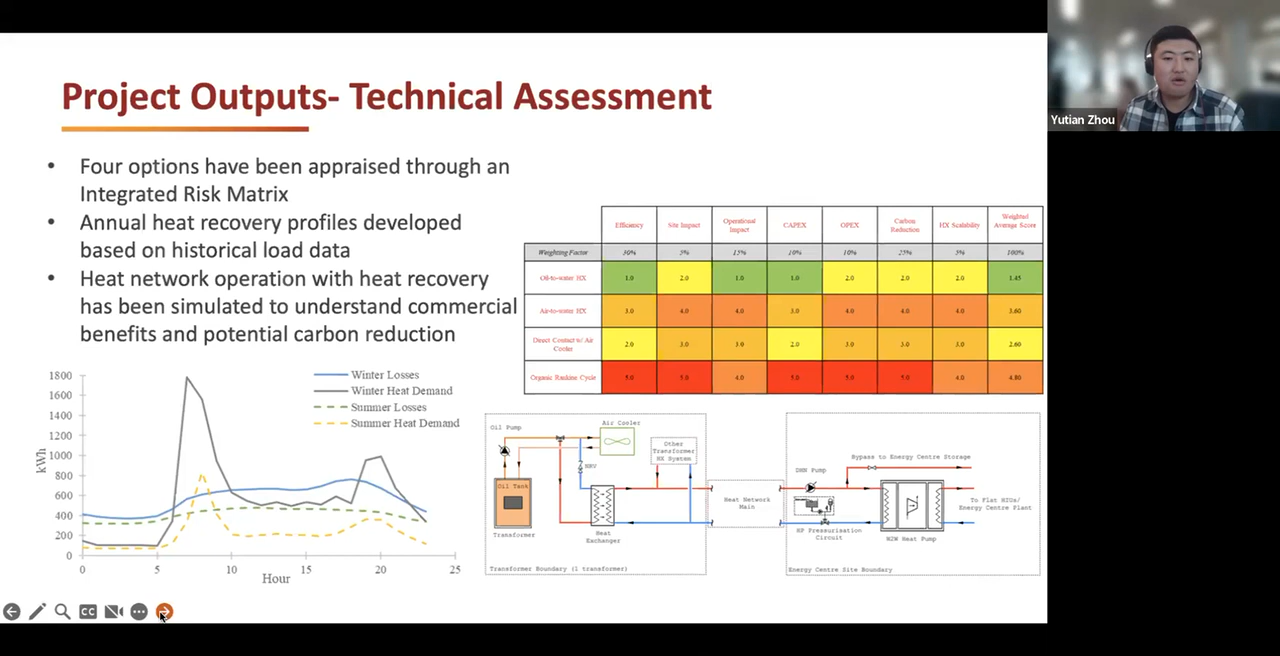 Project Outputs- Technical Assessment
Yutian Zhou
• Four options have been appraised through an
Integrated Risk Matrix
• Annual heat recovery profiles developed
based on historical load data
• Heat network operation with heat recovery
has been simulated to understand commercial
benefits and potential carbon reduction
Efficiency Site Impact Operational Impact CAPEX OPEX Carbon Reduction HX Scalability Weighted Average Score
Weighting Factor 30% 5% 15% 10% 10% 25% 5% 100%
Oil-to-water HX 1.0 2.0 1.0 1.0 2.0 2.0 2.0 1.45
Air-to-water HX 3.0 4.0 4.0 3.0 4.0 4.0 4.0 3.60
Direct Contact w/ Air Cooler 2.0 3.0 3.0 2.0 3.0 3.0 3.0 2.60
Organic Rankine Cycle 5.0 5.0 4.0 5.0 5.0 5.0 4.0 4.80
Winter Losses
Winter Heat Demand
Summer Losses
Summer Heat Demand
1800
1600
1400
1200
1000
800
600
400
200
0
kWh
0 5 10 15 20 25
Hour
Oil Pump
Air Cooler
Other
Transformer
HX System
NRV
Oil Tank
Transformer
Heat
Exchanger
Transformer Boundary (1 transformer)
Heat Network
Main
Bypass to Energy Centre Storage
DHN Pump
HP Pressurisation
Circuit
W2W Heat Pump
To Flat HIUs/
Energy Centre Plant
Energy Centre Site Boundary
CC